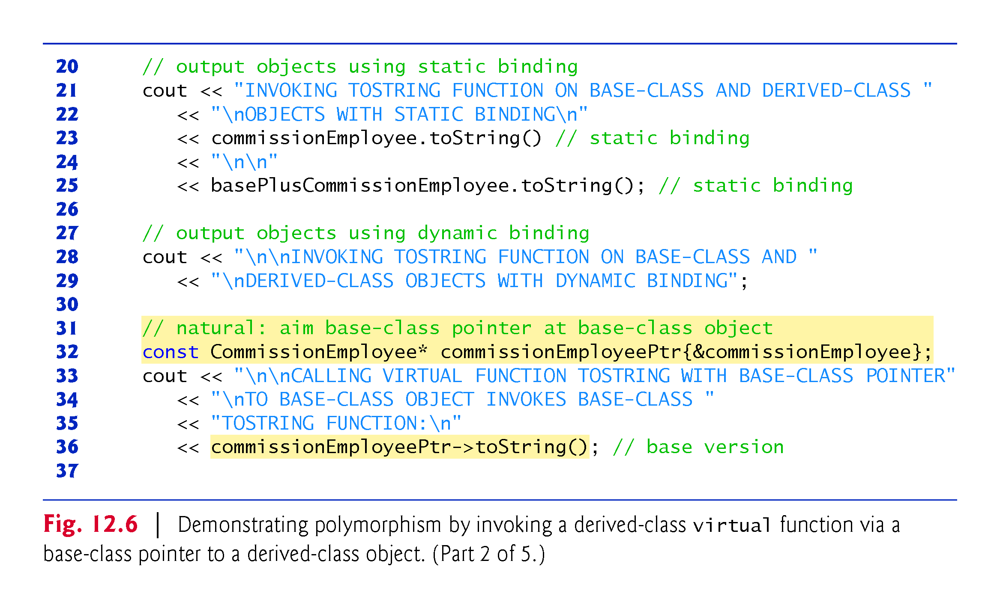 20 // output objects using static binding
21 cout << "INVOKING TOSTRING FUNCTION ON BASE-CLASS AND DERIVED-CLASS "
22 << "\nOBJECTS WITH STATIC BINDING\n"
23 << commissionEmployee.toString() // static binding
24 << "\n\n"
25 << basePlusCommissionEmployee.toString(); // static binding
26
27 // output objects using dynamic binding
28 cout << "\n\nINVOKING TOSTRING FUNCTION ON BASE-CLASS AND "
29 << "\nDERIVED-CLASS OBJECTS WITH DYNAMIC BINDING";
30
31 // natural: aim base-class pointer at base-class object
32 const CommissionEmployee* commissionEmployeePtr{&commissionEmployee};
33 cout << "\n\nCALLING VIRTUAL FUNCTION TOSTRING WITH BASE-CLASS POINTER"
34 << "\nTO BASE-CLASS OBJECT INVOKES BASE-CLASS "
35 << "TOSTRING FUNCTION:\n"
36 << commissionEmployeePtr->toString(); // base version
37
Fig. 12.6 | Demonstrating polymorphism by invoking a derived-class virtual function via a
base-class pointer to a derived-class object. (Part 2 of 5.)